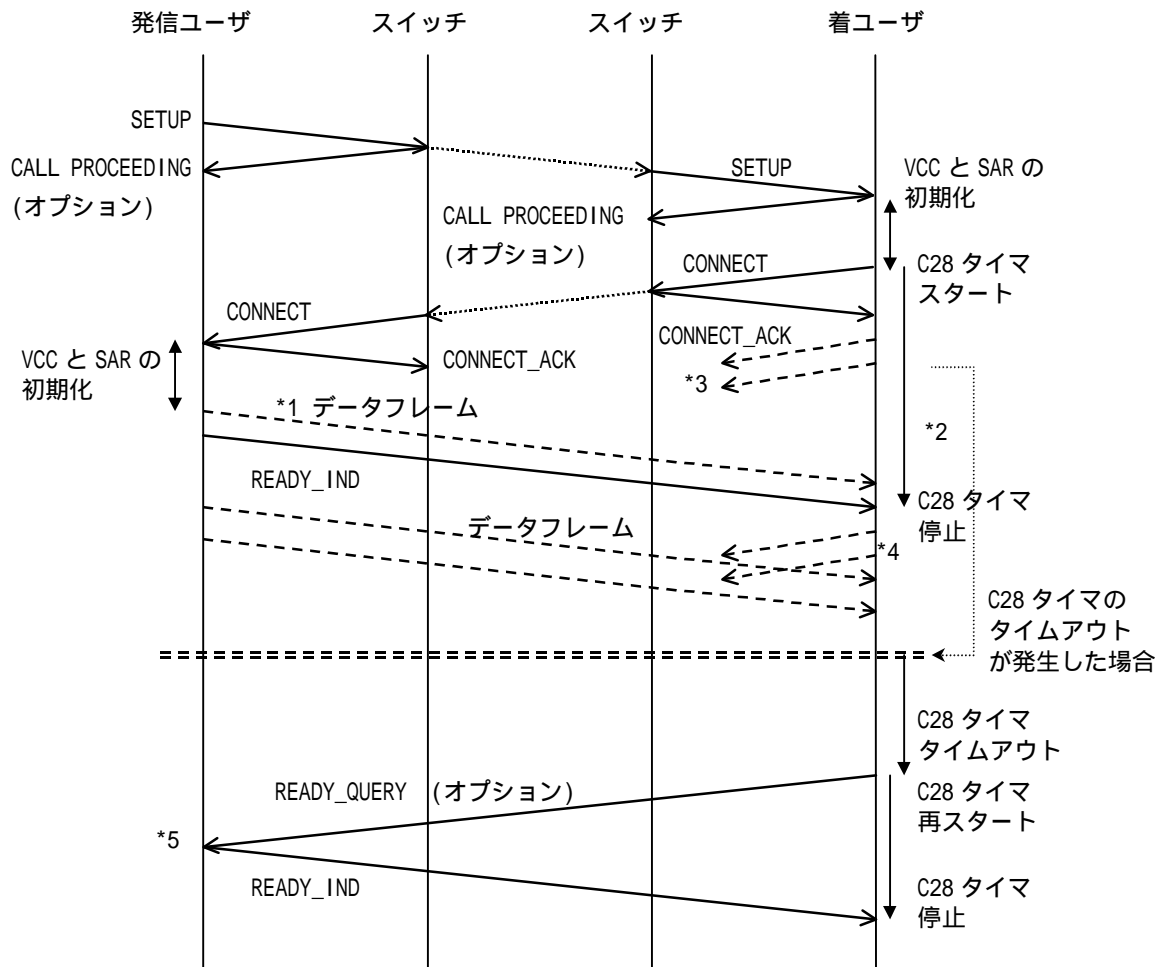 発信ユーザ
スイッチ
スイッチ
着ユーザ
SETUP
CALL PROCEEDING
(オプション)
SETUP
VCC と SAR の
初期化
CALL PROCEEDING
(オプション)
CONNECT
C28 タイマ
スタート
CONNECT
CONNECT_ACK
VCC と SAR の
初期化
CONNECT_ACK
*3
*1 データフレーム
*2
READY_IND
C28 タイマ
停止
データフレーム
*4
C28 タイマの
タイムアウト
が発生した場合
C28 タイマ
タイムアウト
READY_QUERY (オプション)
C28 タイマ
再スタート
*5
READY_IND
C28 タイマ
停止